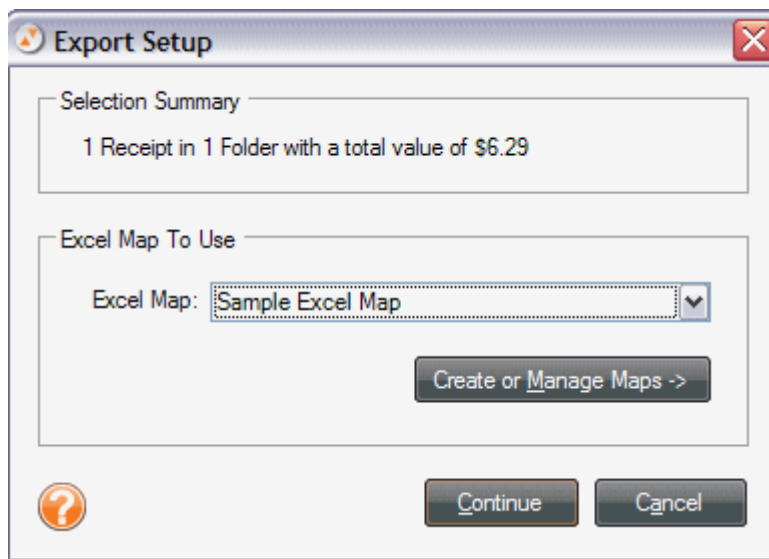 Export Setup
Selection Summary
1 Receipt in 1 Folder with a total value of $6.29
Excel Map To Use
Excel Map: Sample Excel Map
Create or Manage Maps ->
?
Continue Cancel